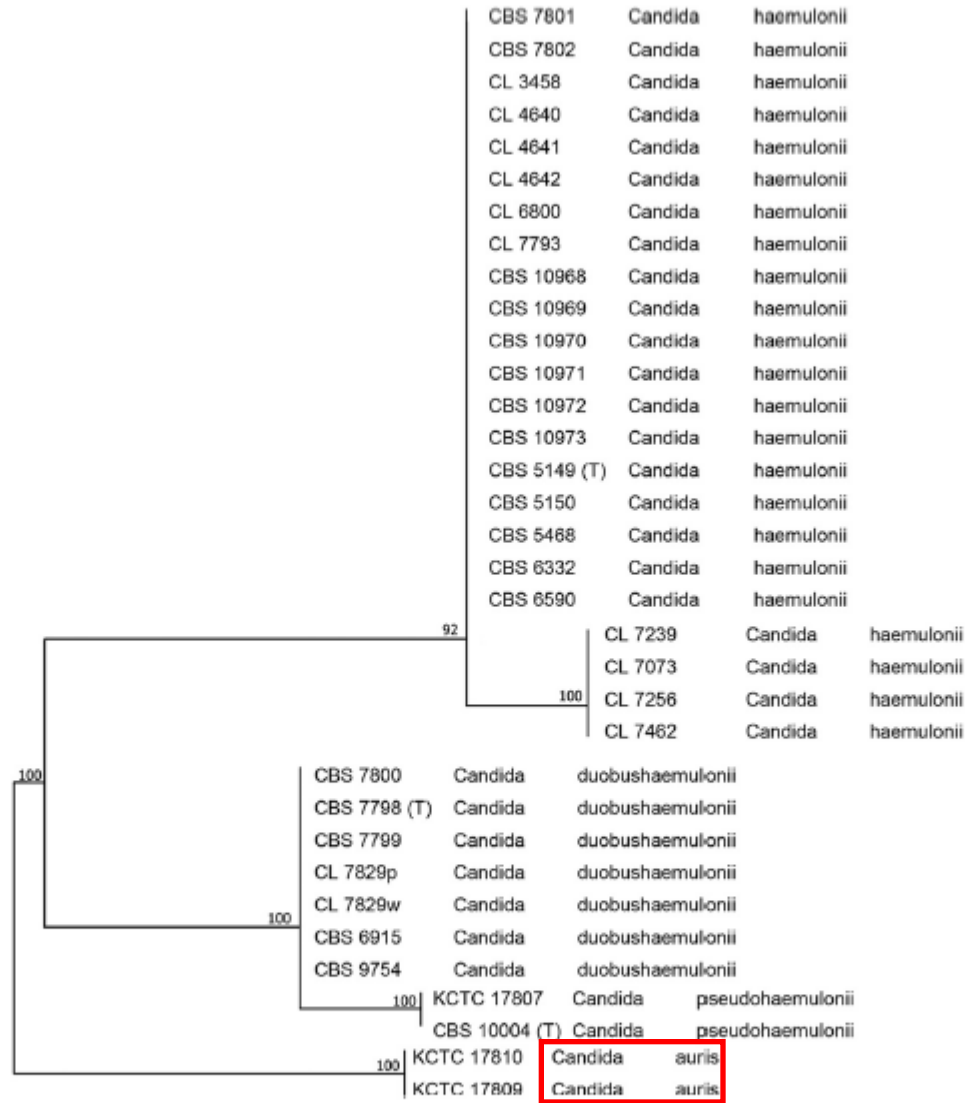 CBS 7801 Candida haemulonii
CBS 7802 Candida haemulonii
CL 3458 Candida haemulonii
CL 4640 Candida haemulonii
CL 4641 Candida haemulonii
CL 4642 Candida haemulonii
CL 6800 Candida haemulonii
CL 7793 Candida haemulonii
CBS 10968 Candida haemulonii
CBS 10969 Candida haemulonii
CBS 10970 Candida haemulonii
CBS 10971 Candida haemulonii
CBS 10972 Candida haemulonii
CBS 10973 Candida haemulonii
CBS 5149 (T) Candida haemulonii
CBS 5150 Candida haemulonii
CBS 5468 Candida haemulonii
CBS 6332 Candida haemulonii
CBS 6590 Candida haemulonii
92
CL 7239 Candida haemulonii
CL 7073 Candida haemulonii
100 CL 7256 Candida haemulonii
CL 7462 Candida haemulonii
100
CBS 7800 Candida duobushaemulonii
CBS 7798 (T) Candida duobushaemulonii
CBS 7799 Candida duobushaemulonii
CL 7829p Candida duobushaemulonii
CL 7829w Candida duobushaemulonii
100
CBS 6915 Candida duobushaemulonii
CBS 9754 Candida duobushaemulonii
100 KCTC 17807 Candida pseudohaemulonii
CBS 10004 (T) Candida pseudohaemulonii
100 KCTC 17810 Candida auris
KCTC 17809 Candida auris